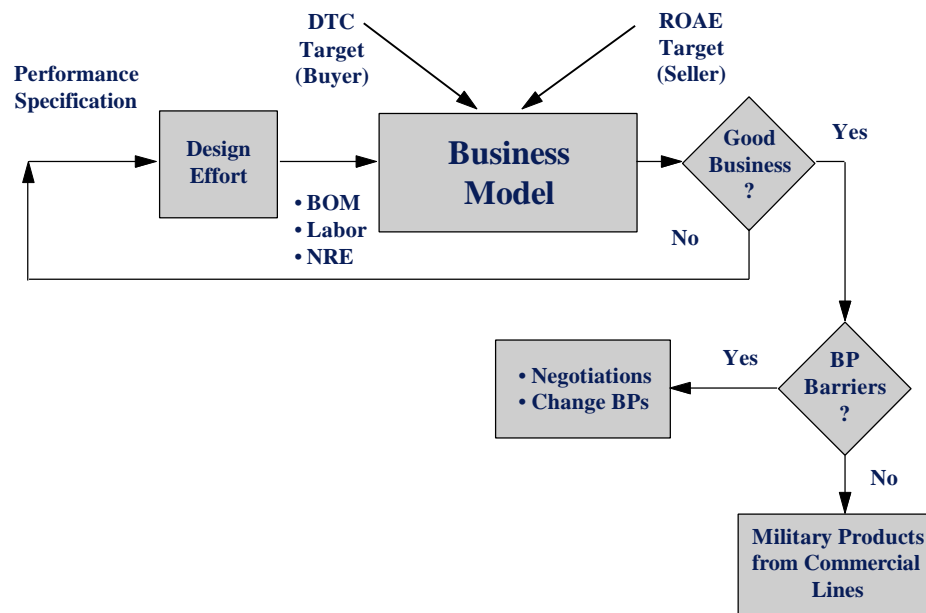 DTC
Target
(Buyer)
ROAE
Target
(Seller)
Performance
Specification
Design
Effort
Business
Model
Good
Business
?
Yes
• BOM
• Labor
• NRE
No
Yes
BP
Barriers
?
• Negotiations
• Change BPs
No
Military Products
from Commercial
Lines